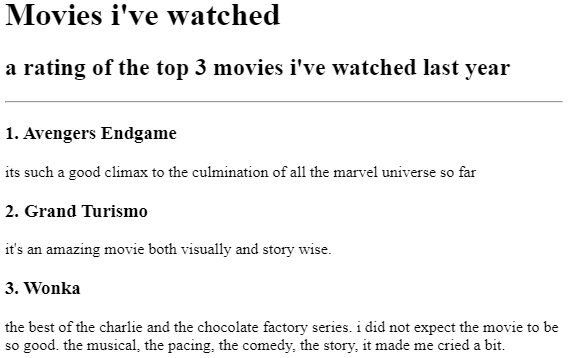 Movies i've watched
a rating of the top 3 movies i've watched last year
1. Avengers Endgame
its such a good climax to the culmination of all the marvel universe so far
2. Grand Turismo
it's an amazing movie both visually and story wise.
3. Wonka
the best of the charlie and the chocolate factory series. i did not expect the movie to be
so good. the musical, the pacing, the comedy, the story, it made me cried a bit.